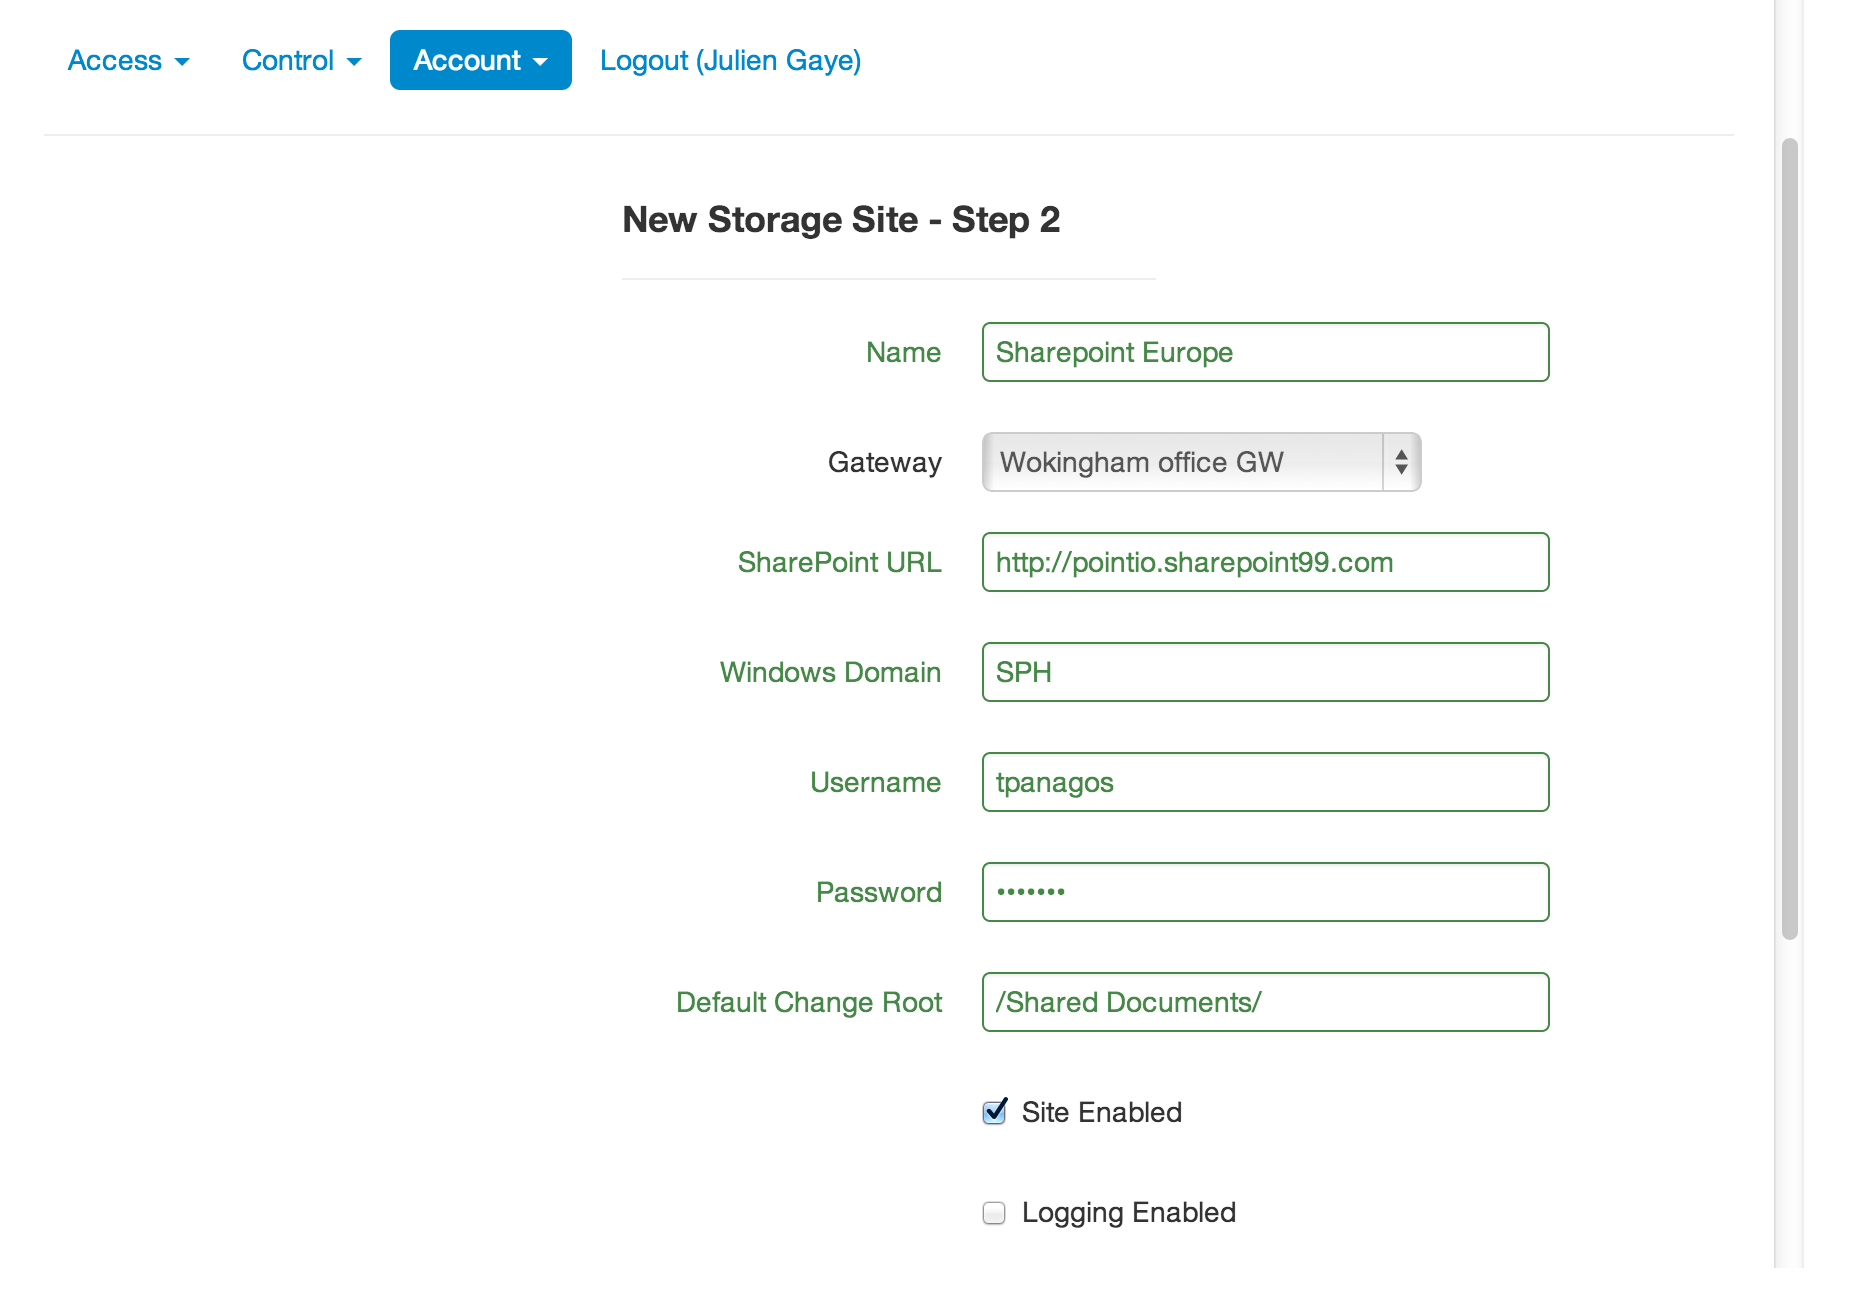 Access Control Account Logout (Julien Gaye)
New Storage Site - Step 2
Name Sharepoint Europe
Gateway Wokingham office GW
SharePoint URL http://pointio.sharepoint99.com
Windows Domain SPH
Username tpanagos
Password •••••••
Default Change Root /Shared Documents/
Site Enabled
Logging Enabled